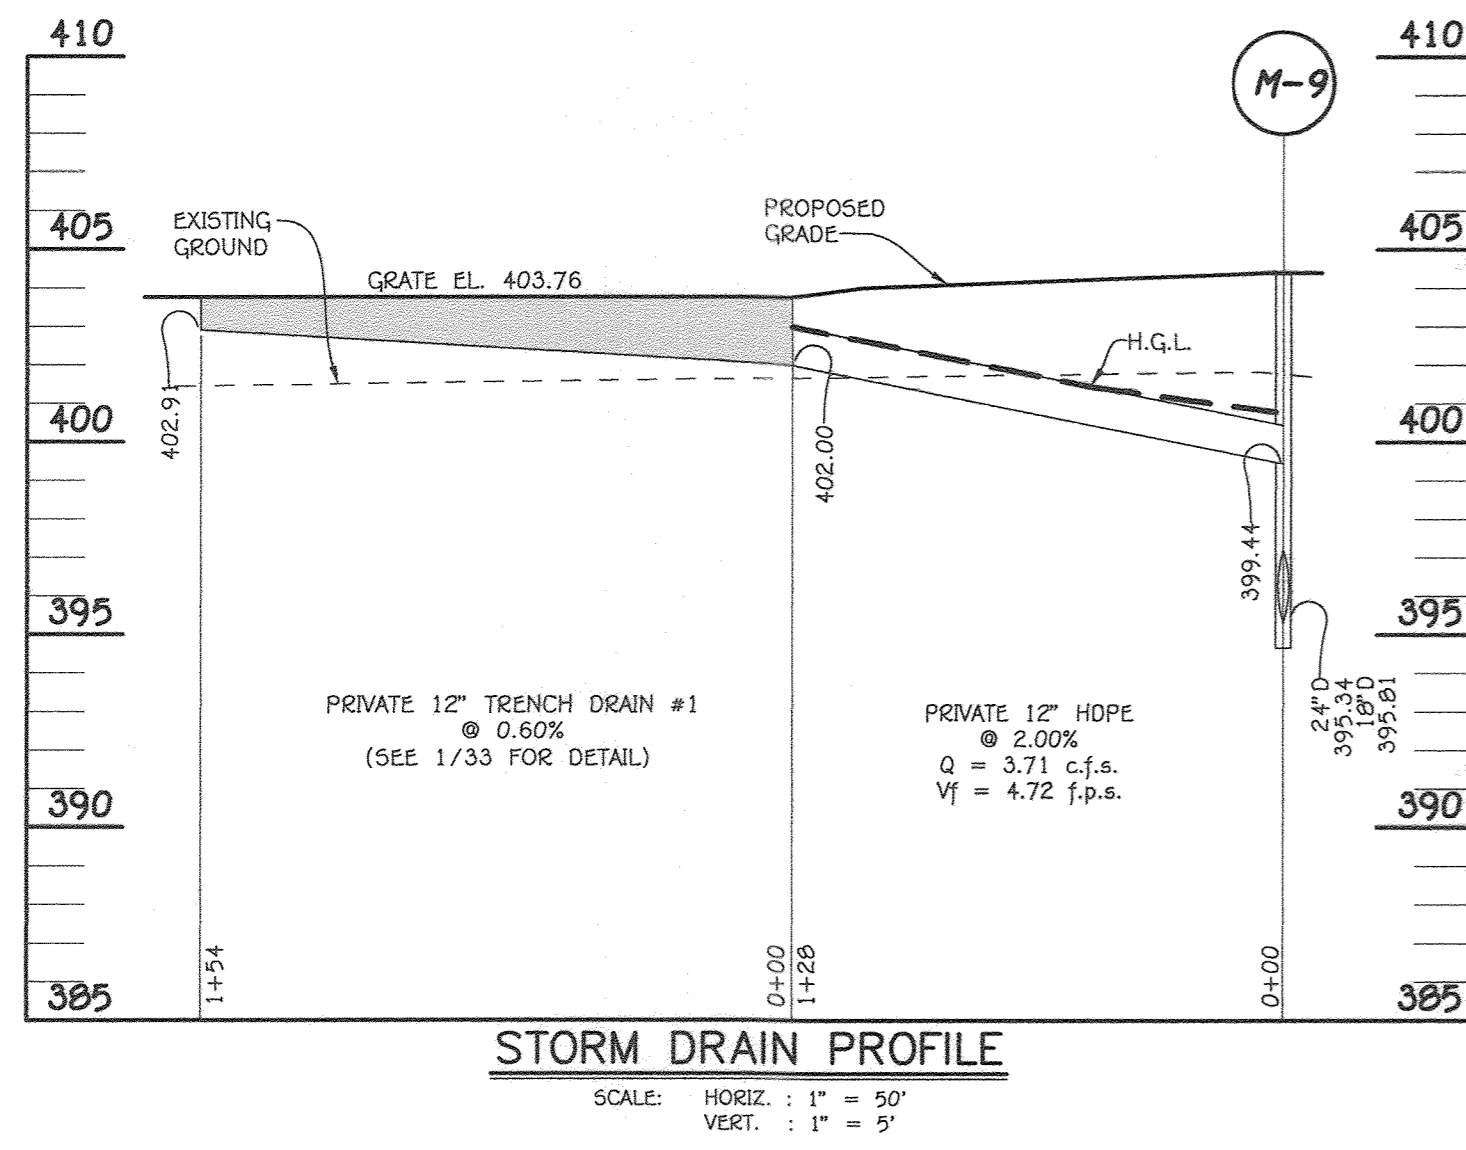 410
410
M-9
EXISTING
GROUND
PROPOSED
GRADE
405
405
GRATE EL. 403.76
H.G.L.
402.91
402.00
400
400
399.44
395
395
24"D
395.34
18"D
395.81
PRIVATE 12" TRENCH DRAIN #1
@ 0.60%
(SEE 1/33 FOR DETAIL)
PRIVATE 12" HDPE
@ 2.00%
Q = 3.71 c.f.s.
Vf = 4.72 f.p.s.
390
390
1+54
0+00
1+28
0+00
385
385
STORM DRAIN PROFILE
SCALE: HORIZ. : 1" = 50'
VERT. : 1" = 5'